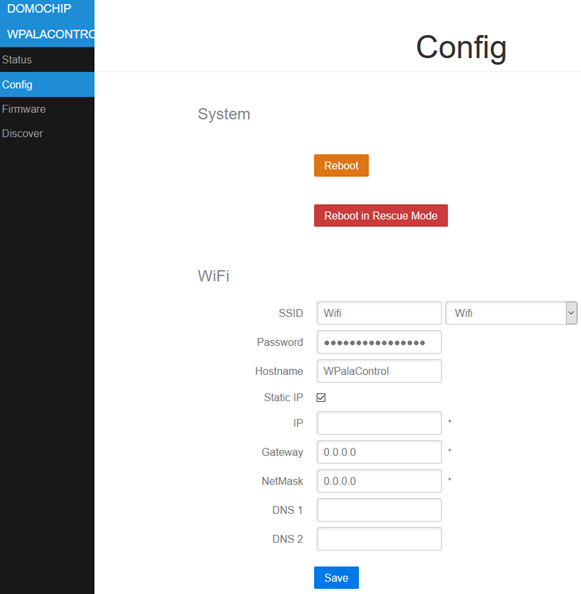 DOMOCHIP
WPALACONTRO
Status
Config
Firmware
Discover
Config
System
Reboot
Reboot in Rescue Mode
WiFi
SSID Wifi Wifi
Password ●●●●●●●●●●●●●●●●
Hostname WPalaControl
Static IP
IP *
Gateway 0.0.0.0 *
NetMask 0.0.0.0 *
DNS 1
DNS 2
Save